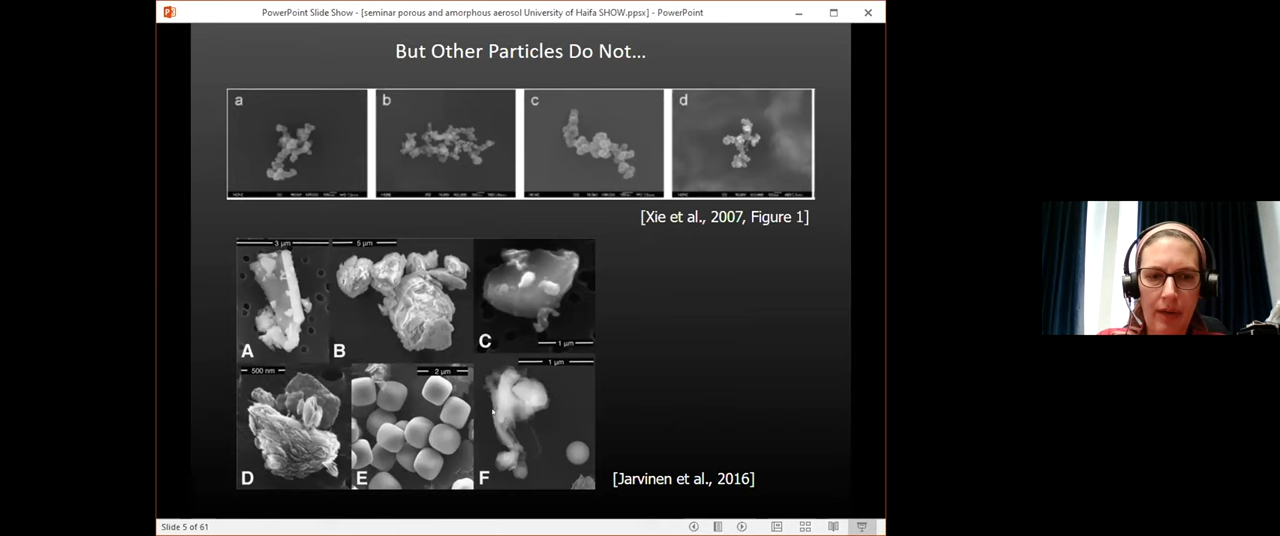 PowerPoint Slide Show - [seminar porous and amorphous aerosol University of Haifa SHOW.ppsx] - PowerPoint
But Other Particles Do Not...
a
b
c
d
[Xie et al., 2007, Figure 1]
3 μm
5 μm
A
B
C
1 μm
500 nm
2 μm
1 μm
D
E
F
[Jarvinen et al., 2016]
Slide 5 of 61